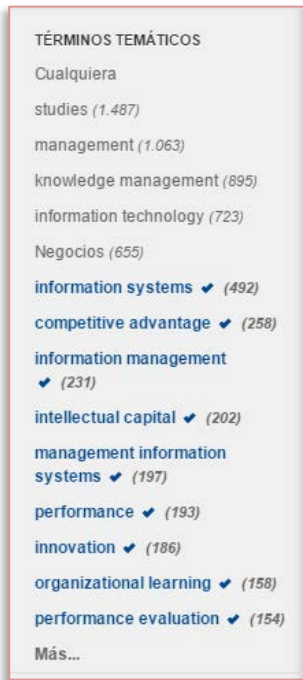 TÉRMINOS TEMÁTICOS
Cualquiera
studies (1.487)
management (1.063)
knowledge management (895)
information technology (723)
Negocios (655)
information systems ✔ (492)
competitive advantage ✔ (258)
information management
✔ (231)
intellectual capital ✔ (202)
management information
systems ✔ (197)
performance ✔ (193)
innovation ✔ (186)
organizational learning ✔ (158)
performance evaluation ✔ (154)
Más...